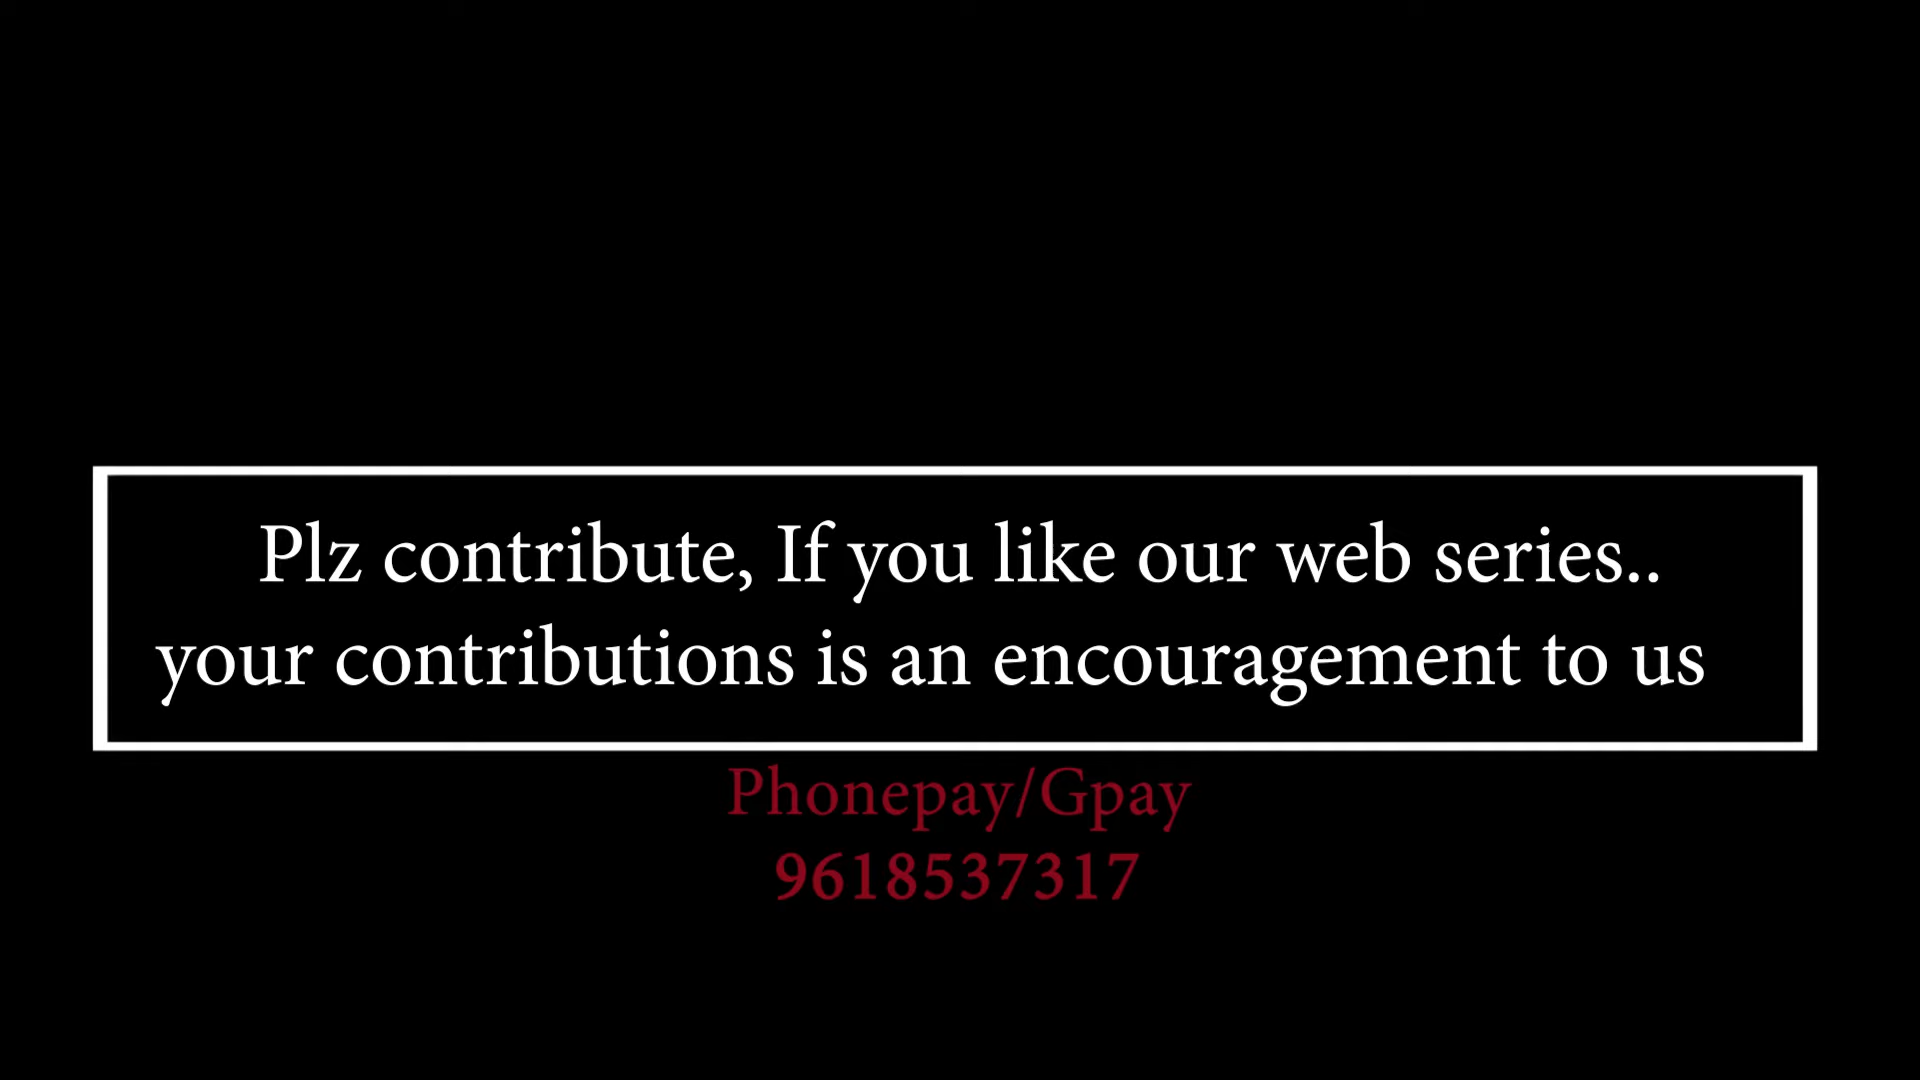 Plz contribute, If you like our web series..
your contributions is an encouragement to us
Phonepay/Gpay
9618537317